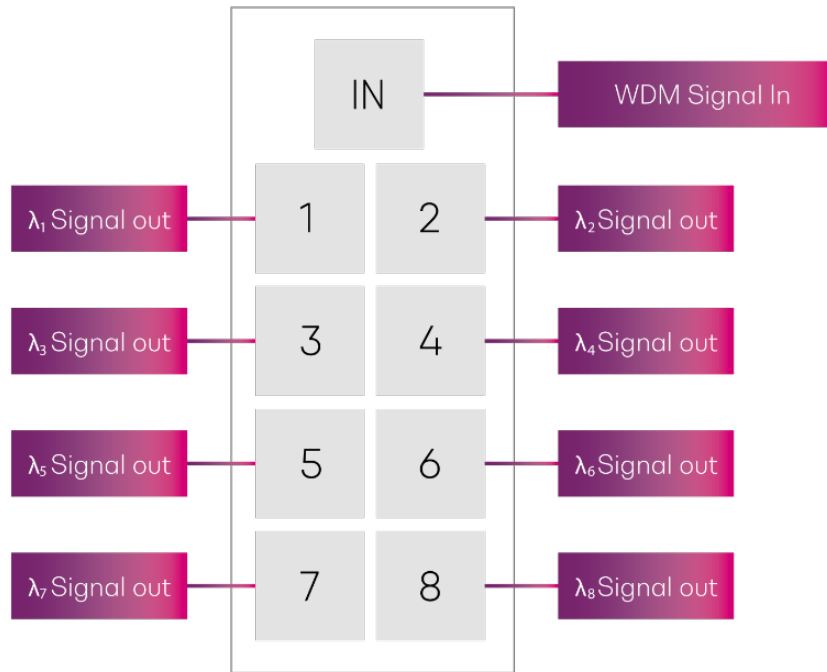 IN
WDM Signal In
λ₁ Signal out
1
2
λ₂ Signal out
λ₃ Signal out
3
4
λ₄ Signal out
λ₅ Signal out
5
6
λ₆ Signal out
λ₇ Signal out
7
8
λ₈ Signal out